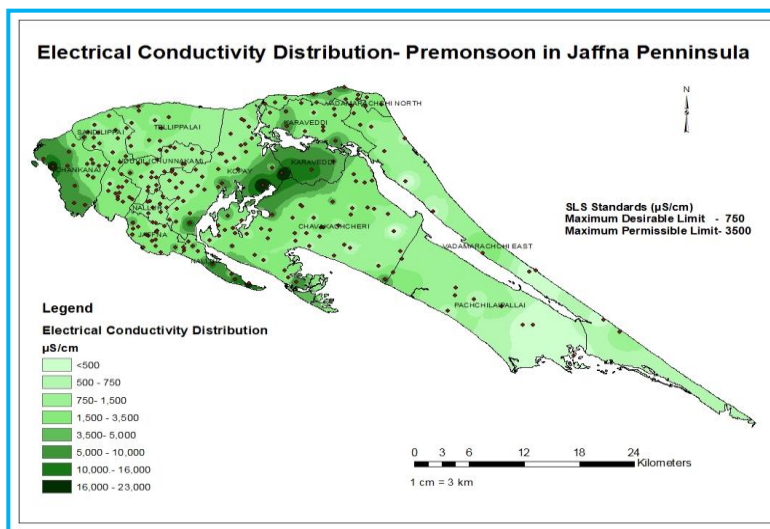 Electrical Conductivity Distribution- Premonsoon in Jaffna Penninsula
N
VADAMARACHCHI NORTH
KARAVEDDI
TELLIPPALAI
SANDILIPPAI
UDUVIL
CHUNNAKAM
CHANKANAI
KOPAY
KARAVEDDI
NALLUR
JAFFNA
CHAVAKACHCHERI
NALLUR
VADAMARACHCHI EAST
PACHCHILAIPALLAI
SLS Standards (µS/cm)
Maximum Desirable Limit - 750
Maximum Permissible Limit- 3500
Legend
Electrical Conductivity Distribution
µS/cm
<500
500 - 750
750- 1,500
1,500 - 3,500
3,500- 5,000
5,000 - 10,000
10,000 - 16,000
16,000 - 23,000
0 3 6 12 18 24
Kilometers
1 cm = 3 km